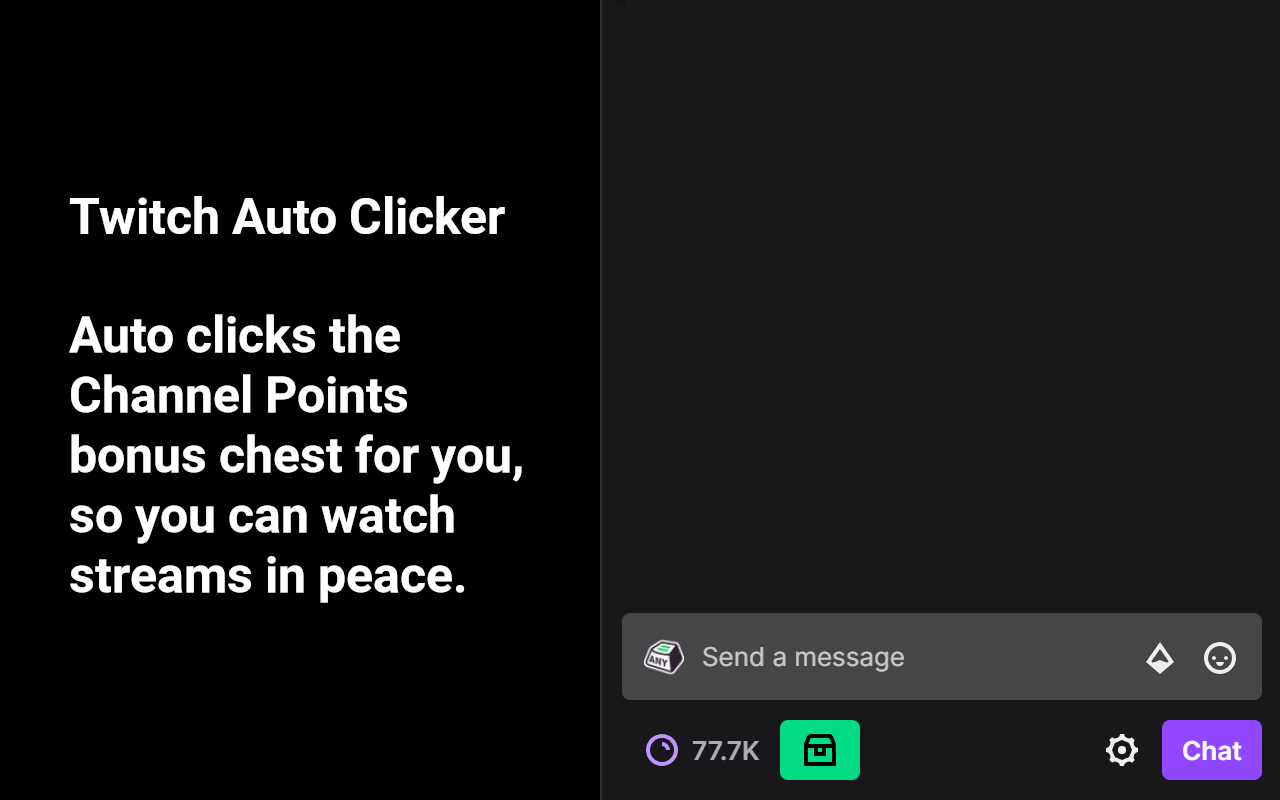 Twitch Auto Clicker
Auto clicks the
Channel Points
bonus chest for you,
so you can watch
streams in peace.
ANY
Send a message
77.7K
Chat